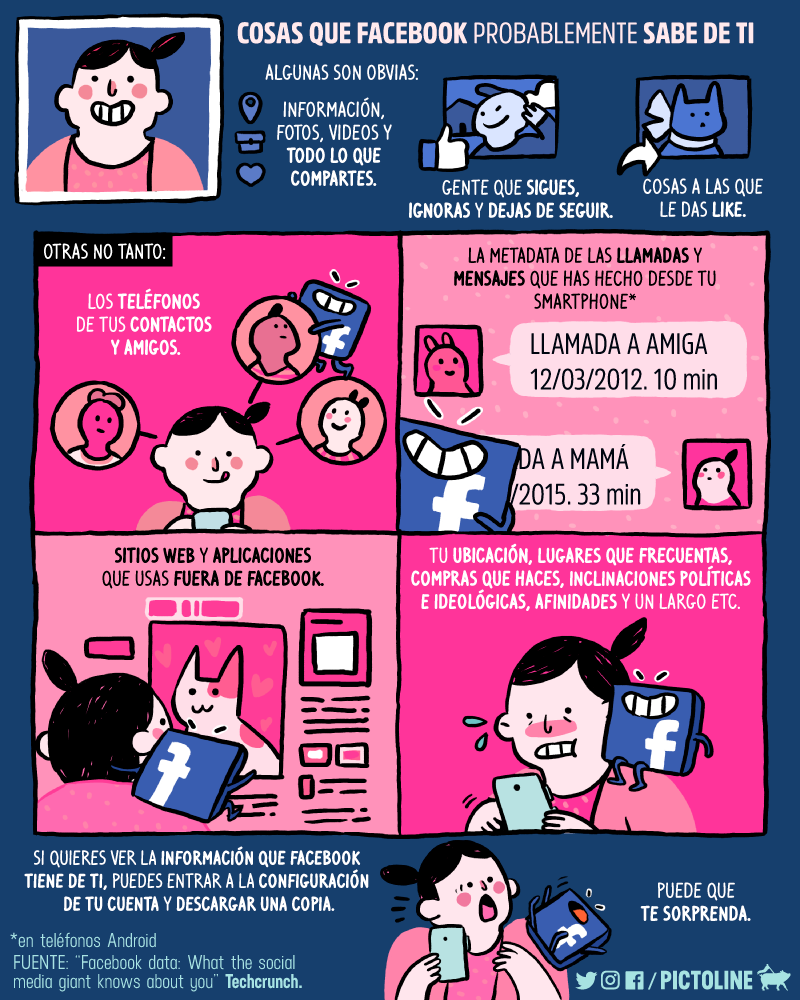 COSAS QUE FACEBOOK PROBABLEMENTE SABE DE TI
ALGUNAS SON OBVIAS:
INFORMACIÓN,
FOTOS, VIDEOS Y
TODO LO QUE
COMPARTES.
GENTE QUE SIGUES,
IGNORAS Y DEJAS DE SEGUIR.
COSAS A LAS QUE
LE DAS LIKE.
OTRAS NO TANTO:
LOS TELÉFONOS
DE TUS CONTACTOS
Y AMIGOS.
f
LA METADATA DE LAS LLAMADAS Y
MENSAJES QUE HAS HECHO DESDE TU
SMARTPHONE*
LLAMADA A AMIGA
12/03/2012. 10 min
DA A MAMÁ
/2015. 33 min
f
SITIOS WEB Y APLICACIONES
QUE USAS FUERA DE FACEBOOK.
f
TU UBICACIÓN, LUGARES QUE FRECUENTAS,
COMPRAS QUE HACES, INCLINACIONES POLÍTICAS
E IDEOLÓGICAS, AFINIDADES Y UN LARGO ETC.
f
SI QUIERES VER LA INFORMACIÓN QUE FACEBOOK
TIENE DE TI, PUEDES ENTRAR A LA CONFIGURACIÓN
DE TU CUENTA Y DESCARGAR UNA COPIA.
f
PUEDE QUE
TE SORPRENDA.
*en teléfonos Android
FUENTE: "Facebook data: What the social
media giant knows about you" Techcrunch.
/ PICTOLINE